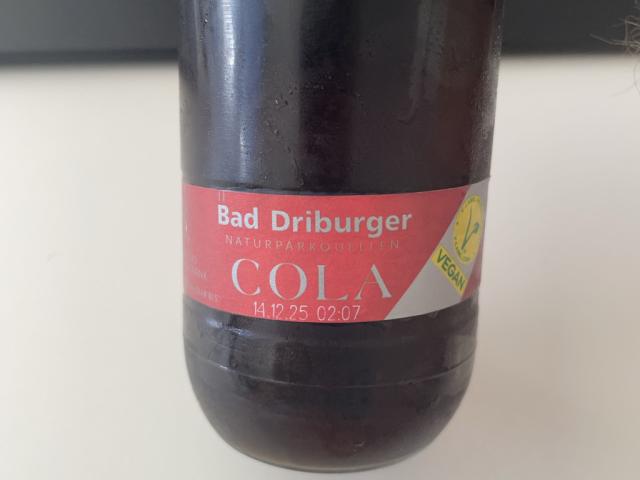 Bad Driburger
NATURPARKQUELLEN
COLA
14.12.25 02:07
VEGAN